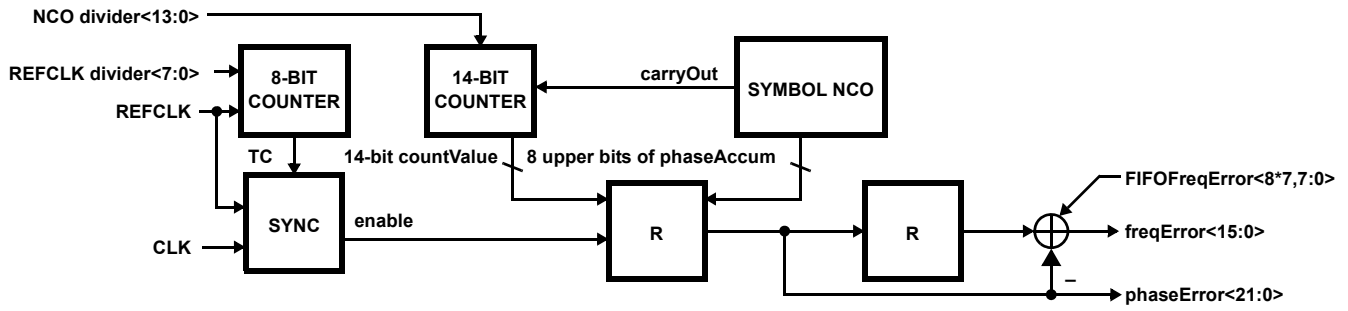 NCO divider<13:0>
REFCLK divider<7:0>
REFCLK
8-BIT
COUNTER
14-BIT
COUNTER
carryOut
SYMBOL NCO
TC
14-bit countValue
8 upper bits of phaseAccum
SYNC
CLK
enable
R
R
FIFOFreqError<8*7,7:0>
freqError<15:0>
–
phaseError<21:0>